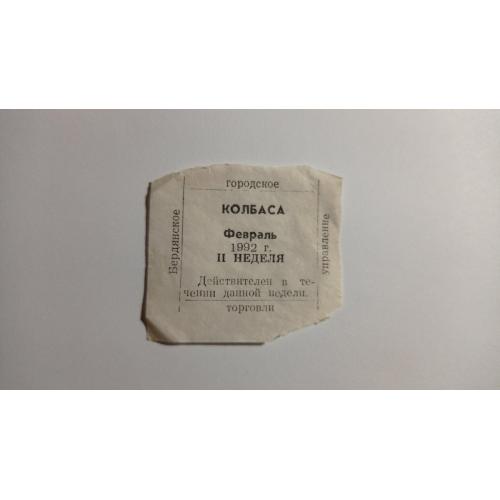 Бердянское
городское
управление
торговли
КОЛБАСА
Февраль
1992 г.
II НЕДЕЛЯ
Действителен в те-
чении данной недели.